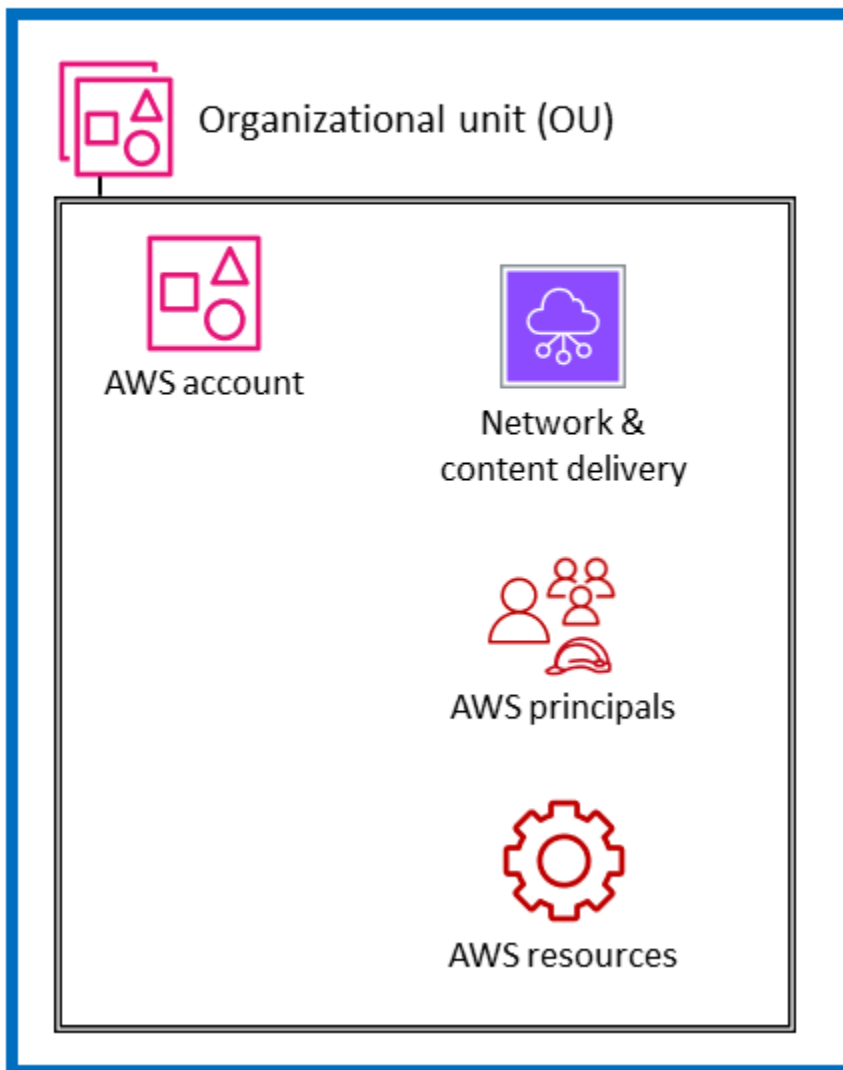 Organizational unit (OU)
AWS account
Network &
content delivery
AWS principals
AWS resources